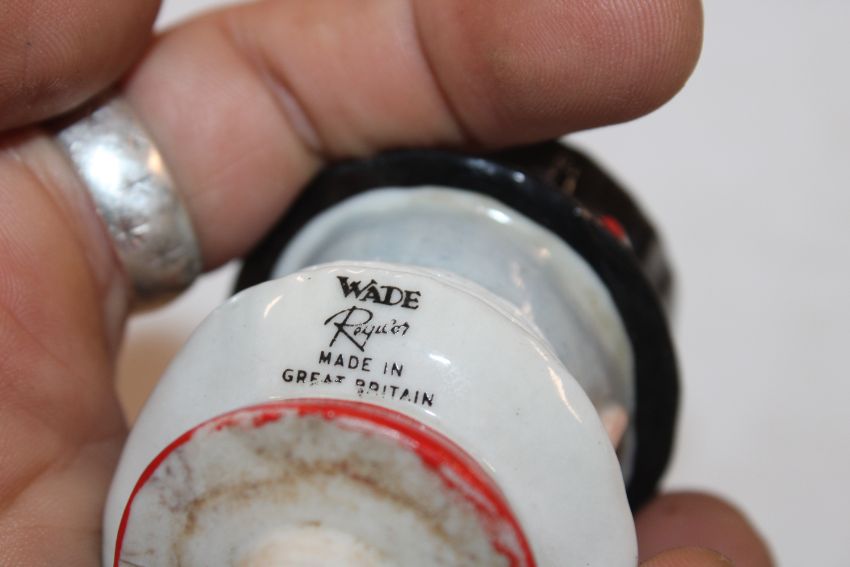 WADE
Regicor
MADE IN
GREAT BRITAIN